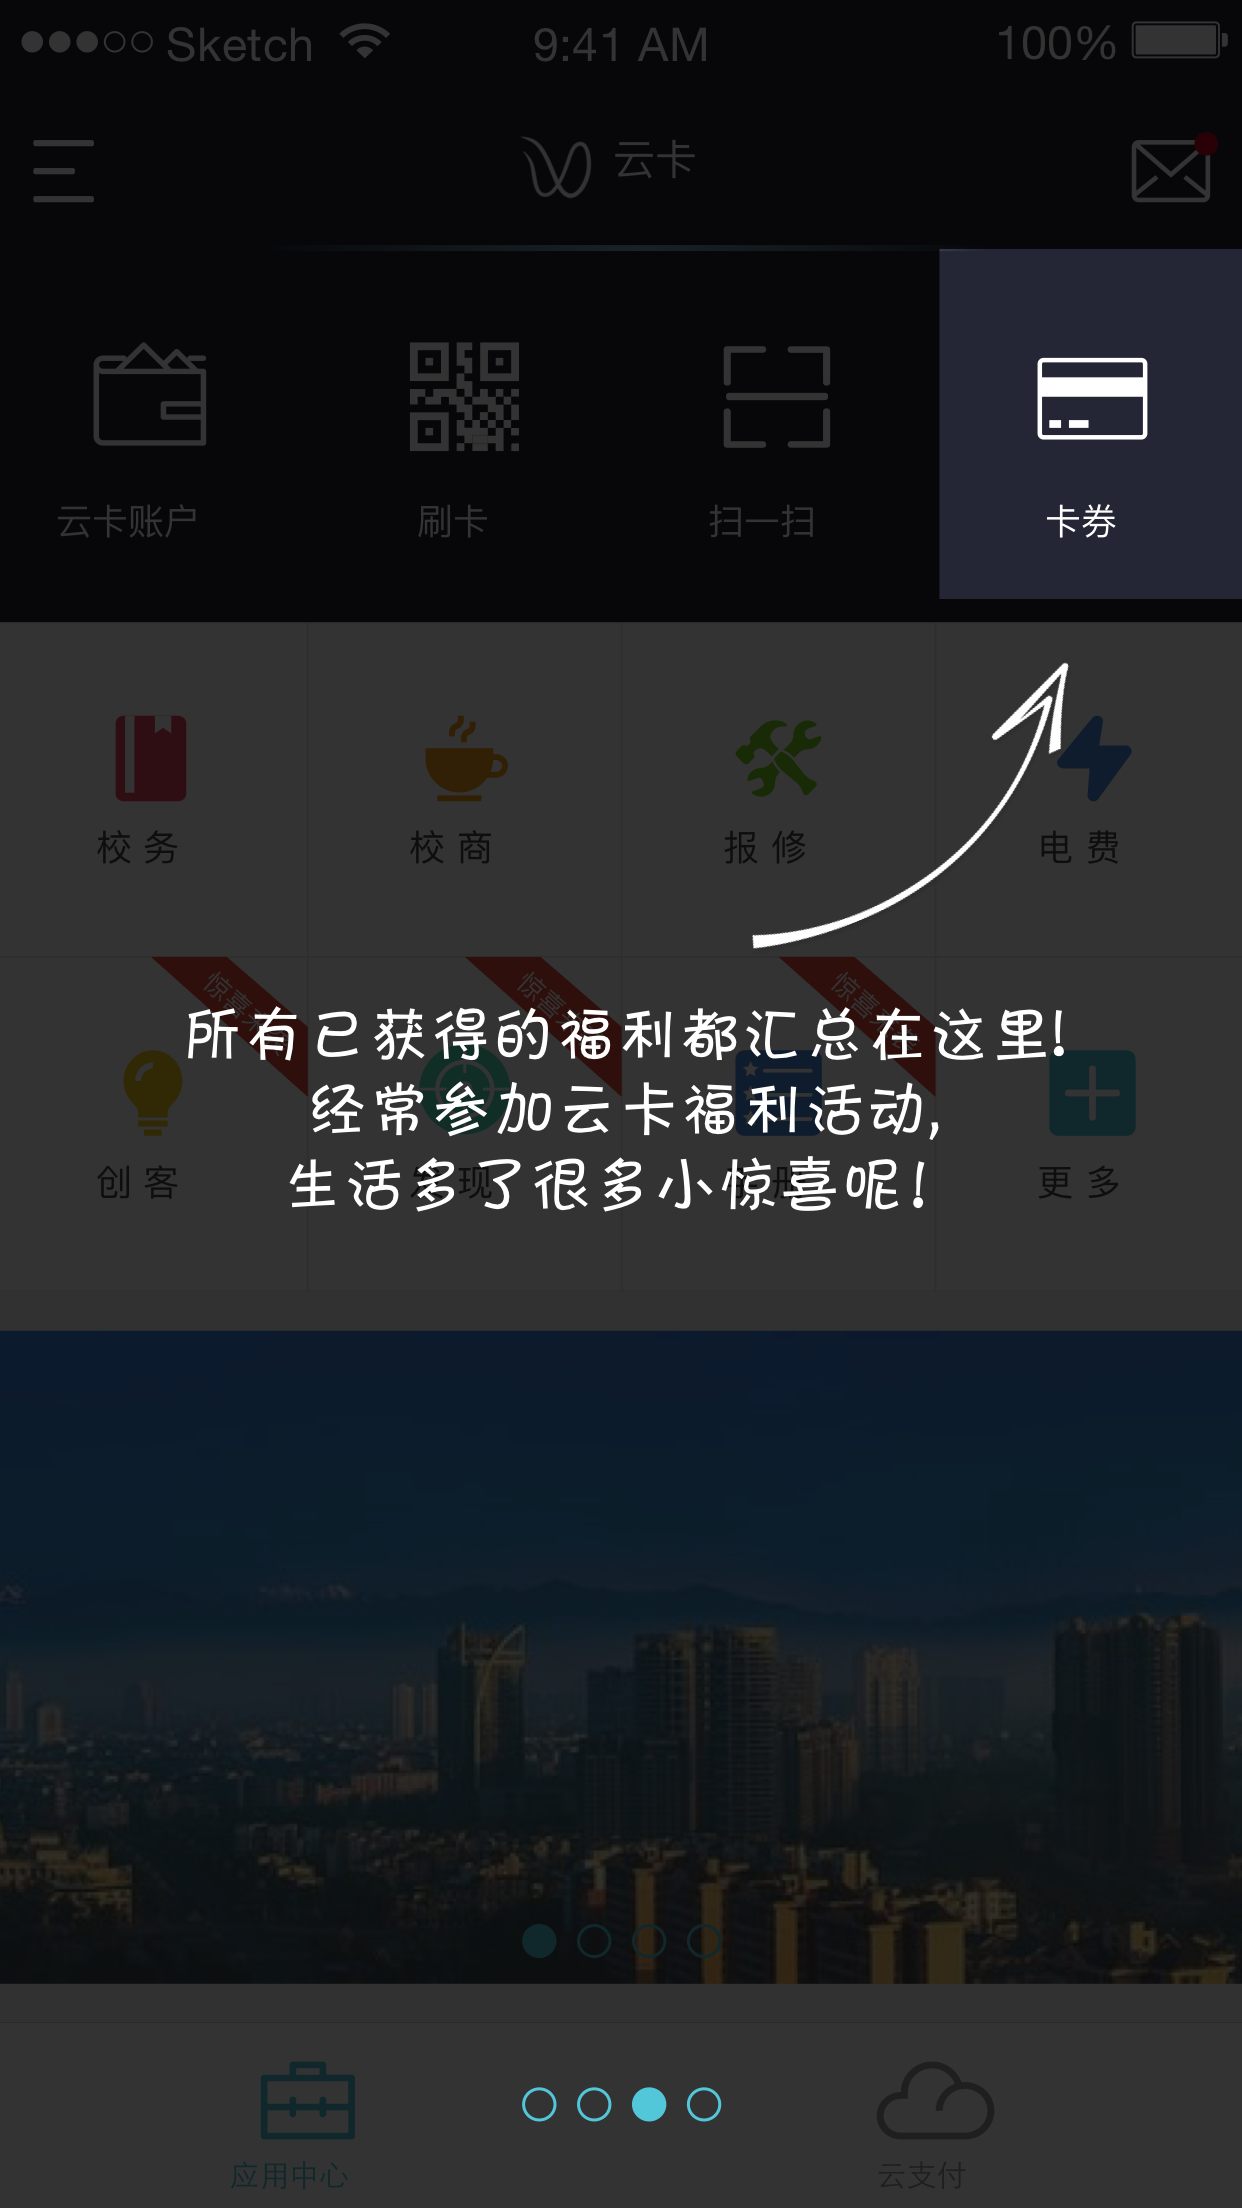 Sketch 9:41 AM 100%
云卡
云卡账户 刷卡 扫一扫 卡券
校务 校商 报修 电费
惊喜 惊喜 惊喜
所有已获得的福利都汇总在这里!
经常参加云卡福利活动,
生活多了很多小惊喜呢!
创客 发现 更多
应用中心 云支付